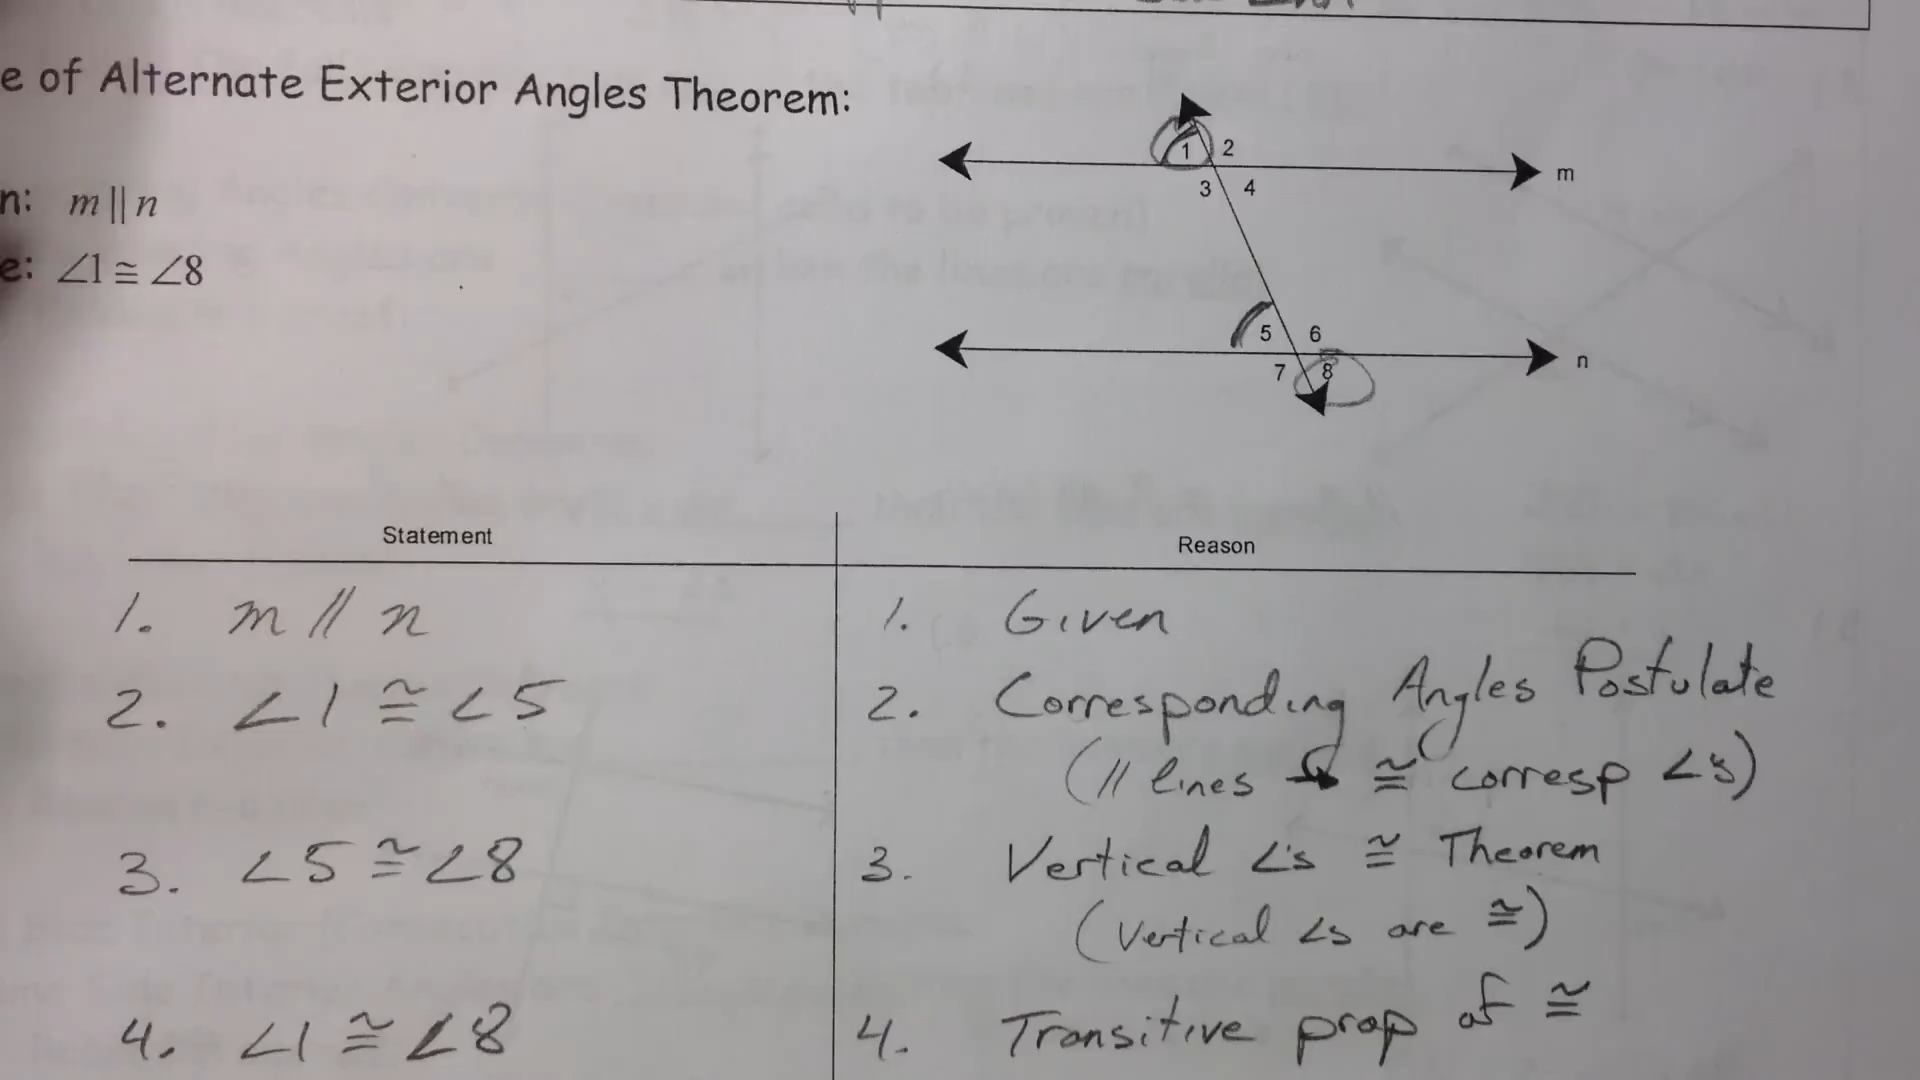 e of Alternate Exterior Angles Theorem:
n: m || n
e: ∠1 ≅ ∠8
1 2
3 4
m
5 6
7 8
n
Statement Reason
1. m // n 1. Given
2. ∠1 ≅ ∠5 2. Corresponding Angles Postulate
(// lines → ≅ corresp ∠s)
3. ∠5 ≅ ∠8 3. Vertical ∠'s ≅ Theorem
(Vertical ∠s are ≅)
4. ∠1 ≅ ∠8 4. Transitive prop of ≅